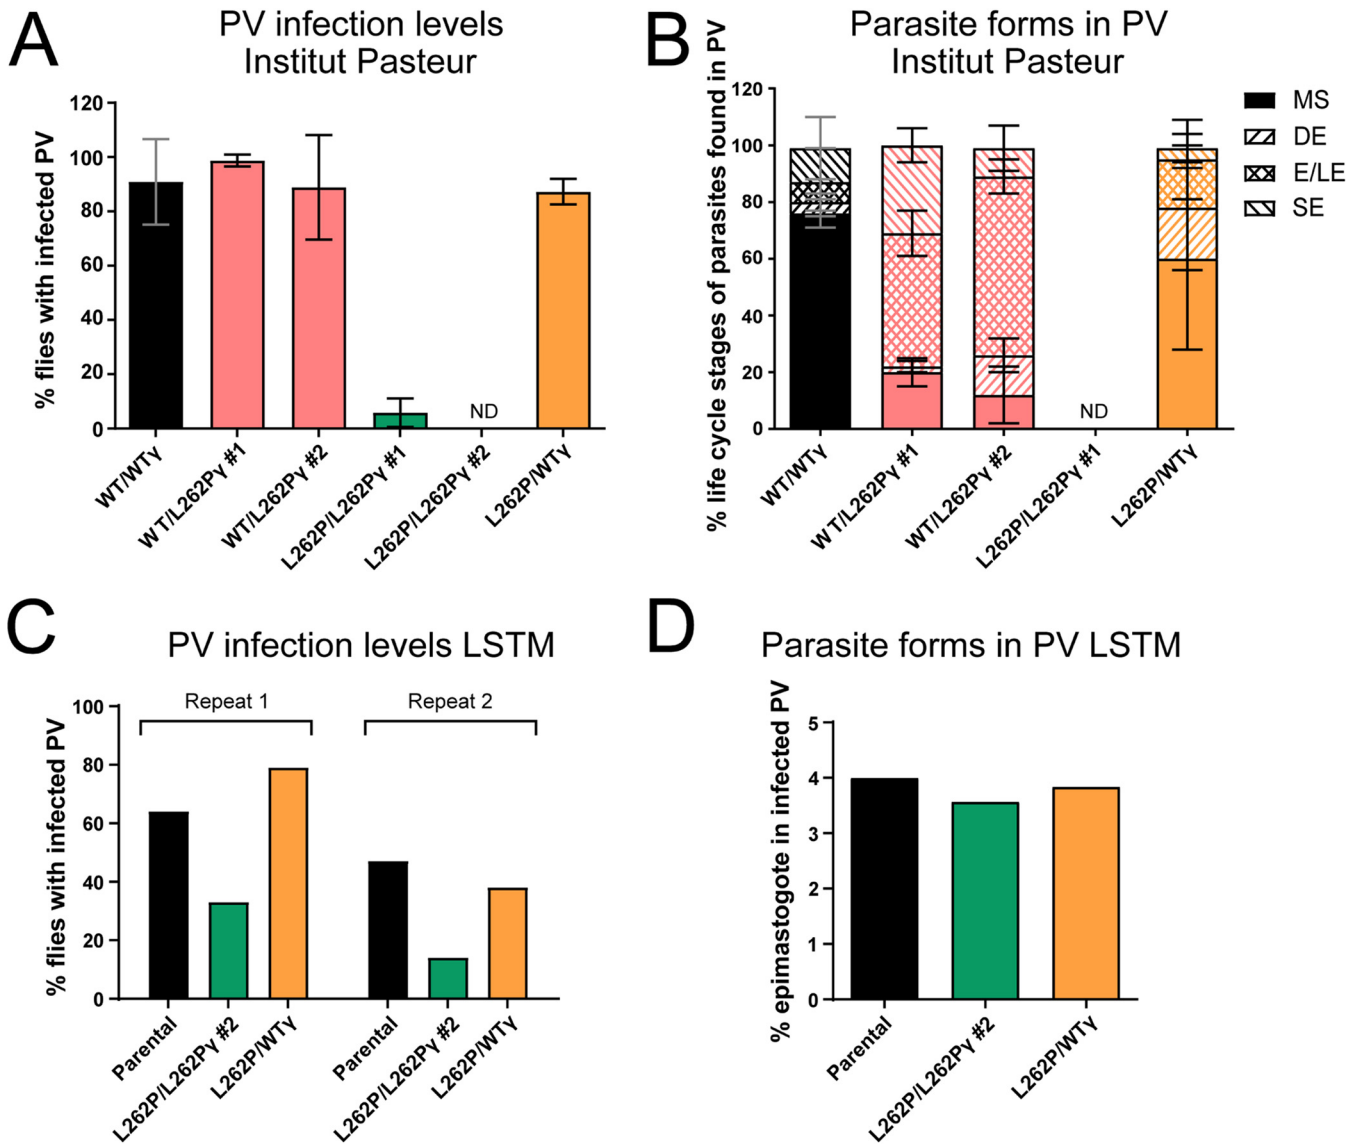 A
PV infection levels
Institut Pasteur
% flies with infected PV
120
100
80
60
40
20
0
ND
WT/WTγ
WT/L262Pγ #1
WT/L262Pγ #2
L262P/L262Pγ #1
L262P/L262Pγ #2
L262P/WTγ
B
Parasite forms in PV
Institut Pasteur
% life cycle stages of parasites found in PV
120
100
80
60
40
20
0
ND
WT/WTγ
WT/L262Pγ #1
WT/L262Pγ #2
L262P/L262Pγ #1
L262P/WTγ
MS
DE
E/LE
SE
C
PV infection levels LSTM
% flies with infected PV
100
80
60
40
20
0
Repeat 1
Repeat 2
Parental
L262P/L262Pγ #2
L262P/WTγ
Parental
L262P/L262Pγ #2
L262P/WTγ
D
Parasite forms in PV LSTM
% epimastogote in infected PV
5
4
3
2
1
0
Parental
L262P/L262Pγ #2
L262P/WTγ